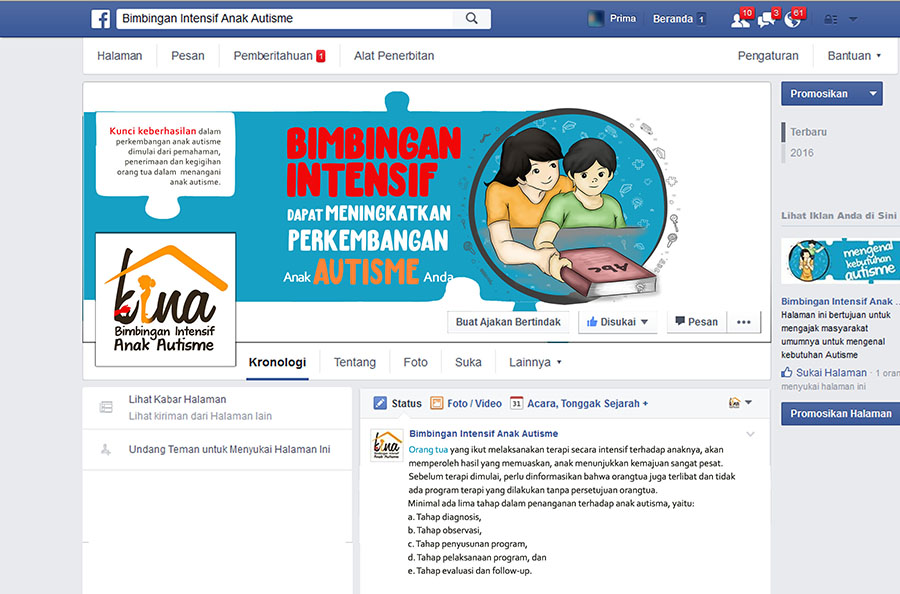 Bimbingan Intensif Anak Autisme
Prima
Beranda 1
10
3
61
Halaman
Pesan
Pemberitahuan 1
Alat Penerbitan
Pengaturan
Bantuan
Kunci keberhasilan dalam
perkembangan anak autisme
dimulai dari pemahaman,
penerimaan dan kegigihan
orang tua dalam menangani
anak autisme.
BIMBINGAN
INTENSIF
DAPAT MENINGKATKAN
PERKEMBANGAN
Anak AUTISME Anda
Abc
bina
Bimbingan Intensif
Anak Autisme
Buat Ajakan Bertindak
Disukai
Pesan
Kronologi
Tentang
Foto
Suka
Lainnya
Promosikan
Terbaru
2016
Lihat Iklan Anda di Sini
mengenal
kebutuhan
autisme
Bimbingan Intensif Anak ..
Halaman ini bertujuan untuk
mengajak masyarakat
umumnya untuk mengenal
kebutuhan Autisme
Sukai Halaman · 1 oran
menyukai halaman ini
Promosikan Halaman
Lihat Kabar Halaman
Lihat kiriman dari Halaman lain
Undang Teman untuk Menyukai Halaman Ini
Status
Foto / Video
31 Acara, Tonggak Sejarah +
bina
Bimbingan Intensif
Anak Autisme
Bimbingan Intensif Anak Autisme
Orang tua yang ikut melaksanakan terapi secara intensif terhadap anaknya, akan
memperoleh hasil yang memuaskan, anak menunjukkan kemajuan sangat pesat.
Sebelum terapi dimulai, perlu dinformasikan bahwa orangtua juga terlibat dan tidak
ada program terapi yang dilakukan tanpa persetujuan orangtua.
Minimal ada lima tahap dalam penanganan terhadap anak autisma, yaitu:
a. Tahap diagnosis,
b. Tahap observasi,
c. Tahap penyusunan program,
d. Tahap pelaksanaan program, dan
e. Tahap evaluasi dan follow-up.